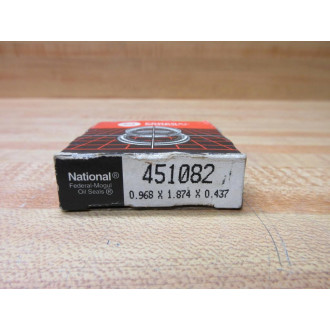 National®
Federal-Mogul
Oil Seals ®
451082
0.968 X 1.874 X 0.437